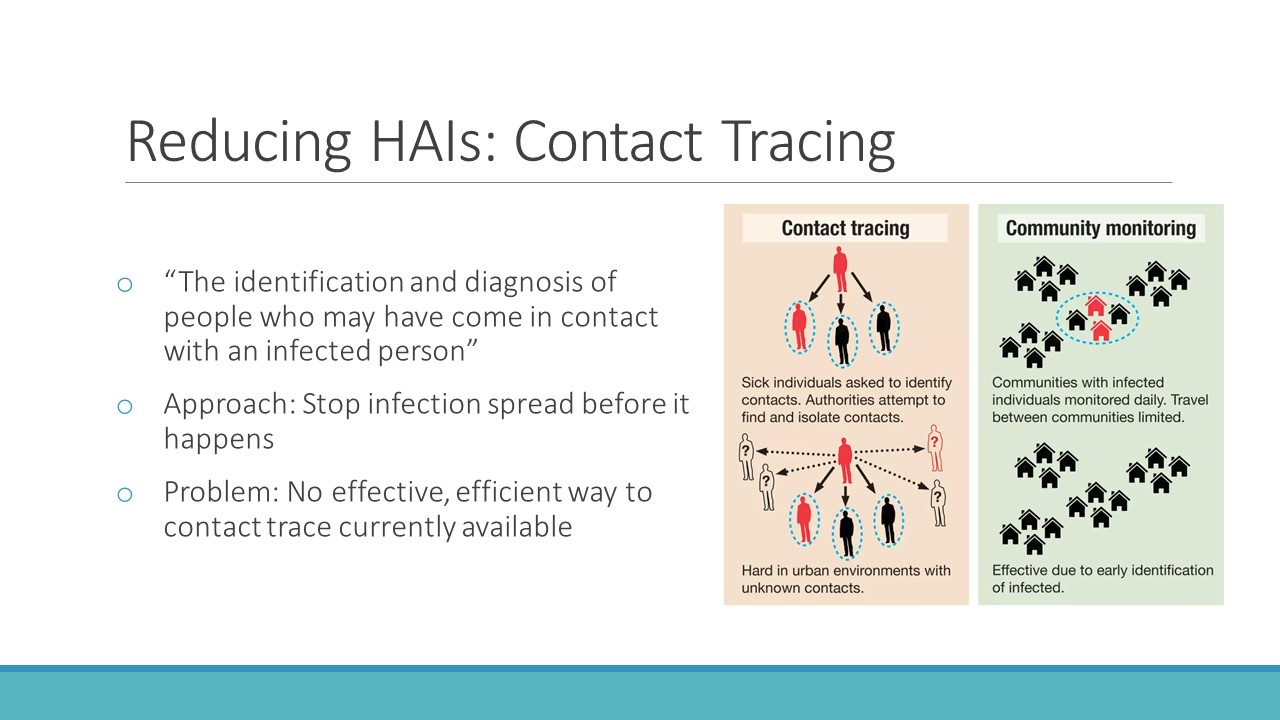 Reducing HAIs: Contact Tracing
o “The identification and diagnosis of
people who may have come in contact
with an infected person”
o Approach: Stop infection spread before it
happens
o Problem: No effective, efficient way to
contact trace currently available
Contact tracing
Sick individuals asked to identify
contacts. Authorities attempt to
find and isolate contacts.
?
?
?
?
Hard in urban environments with
unknown contacts.
Community monitoring
Communities with infected
individuals monitored daily. Travel
between communities limited.
Effective due to early identification
of infected.